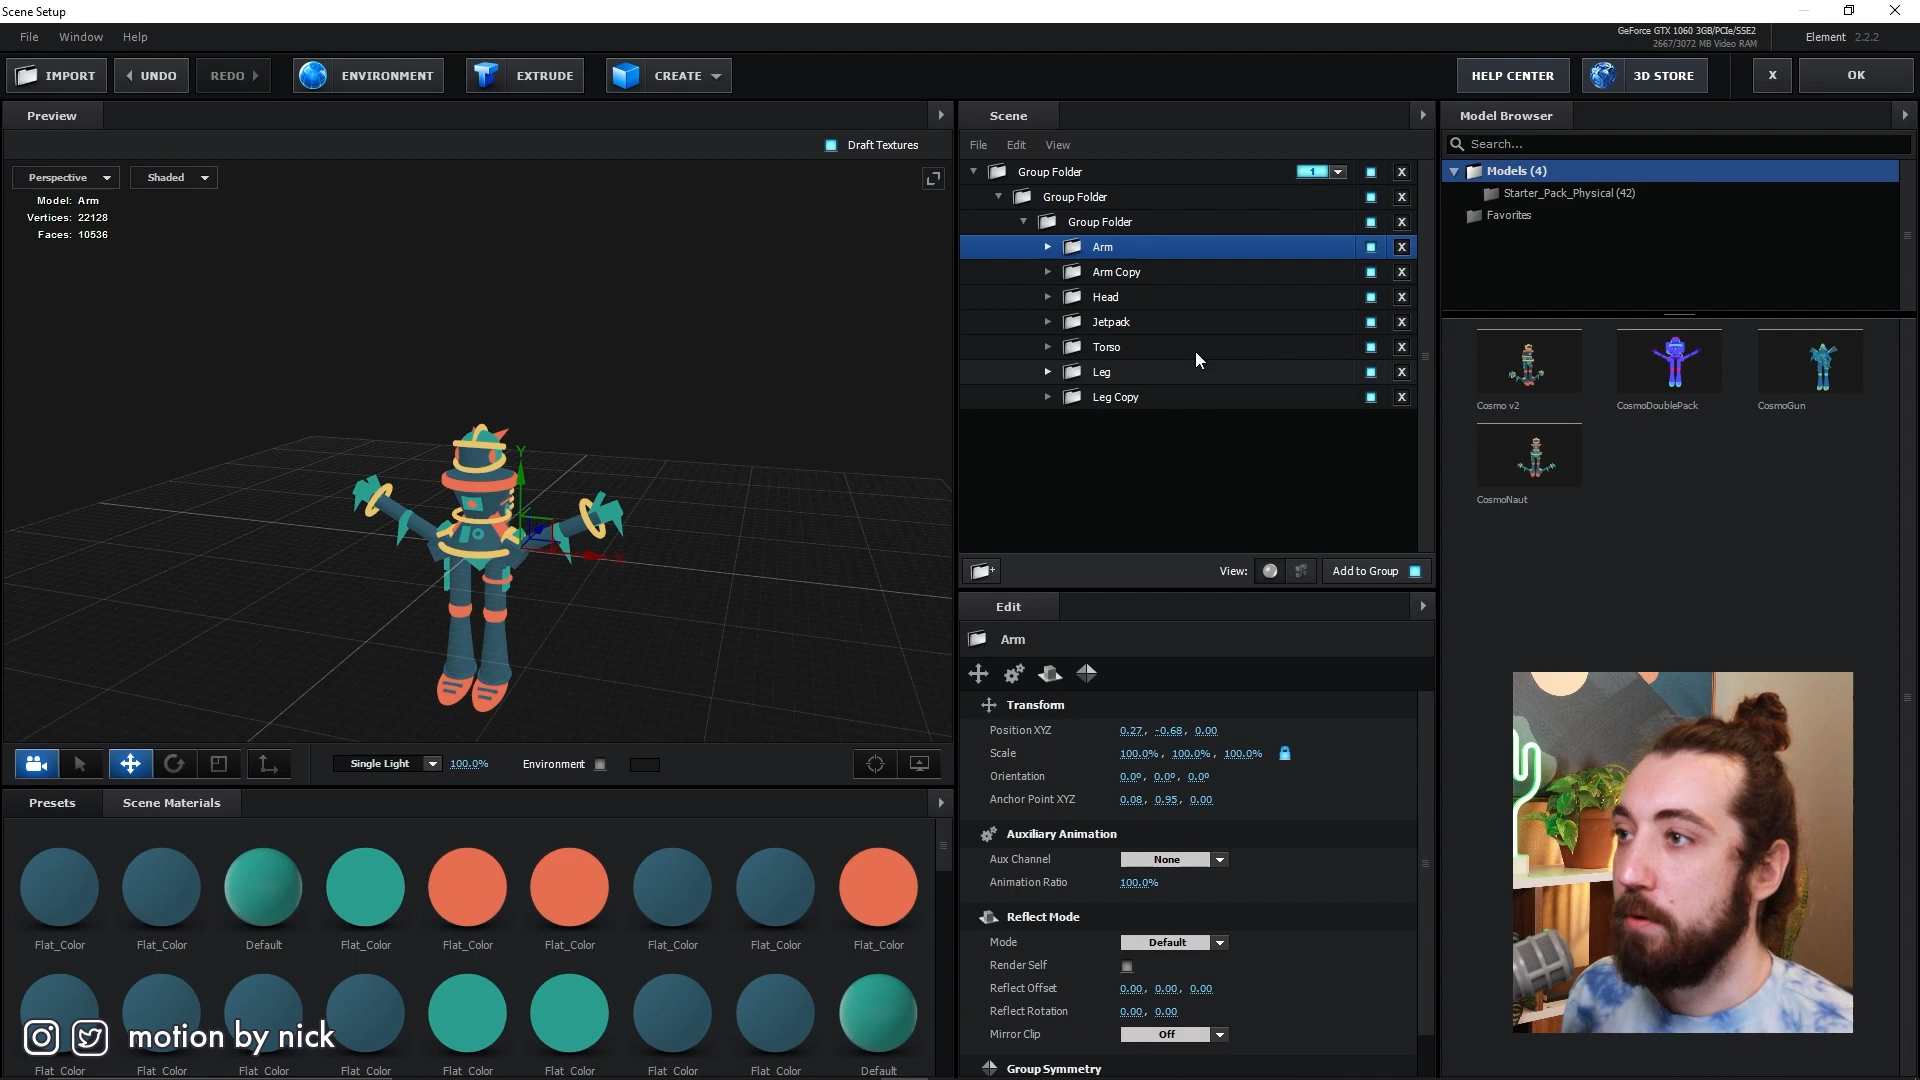 Scene Setup
File Window Help
GeForce GTX 1060 3GB/PCIe/SSE2
2667/3072 MB Video RAM
Element 2.2.2
IMPORT UNDO REDO ENVIRONMENT EXTRUDE CREATE HELP CENTER 3D STORE X OK
Preview
Draft Textures
Perspective Shaded
Model: Arm
Vertices: 22128
Faces: 10536
Y
X
Single Light 100.0% Environment
Presets Scene Materials
Flat_Color Flat_Color Default Flat_Color Flat_Color Flat_Color Flat_Color Flat_Color Flat_Color
Flat_Color Flat_Color Flat_Color Flat_Color Flat_Color Flat_Color Flat_Color Flat_Color Default
motion by nick
Scene
File Edit View
Group Folder 1 X
Group Folder X
Group Folder X
Arm X
Arm Copy X
Head X
Jetpack X
Torso X
Leg X
Leg Copy X
View: Add to Group
Edit
Arm
Transform
Position XYZ 0.27, -0.68, 0.00
Scale 100.0%, 100.0%, 100.0%
Orientation 0.0º, 0.0º, 0.0º
Anchor Point XYZ 0.08, 0.95, 0.00
Auxiliary Animation
Aux Channel None
Animation Ratio 100.0%
Reflect Mode
Mode Default
Render Self
Reflect Offset 0.00, 0.00, 0.00
Reflect Rotation 0.00, 0.00
Mirror Clip Off
Group Symmetry
Model Browser
Search...
Models (4)
Starter_Pack_Physical (42)
Favorites
Cosmo v2 CosmoDoublePack CosmoGun
CosmoNaut